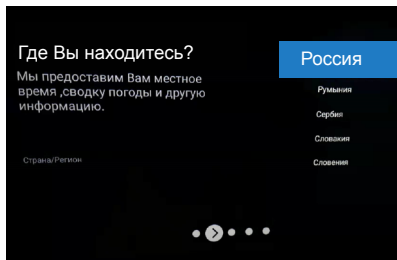 Где Вы находитесь?
Мы предоставим Вам местное
время ,сводку погоды и другую
информацию.
Страна/Регион
Россия
Румыния
Сербия
Словакия
Словения